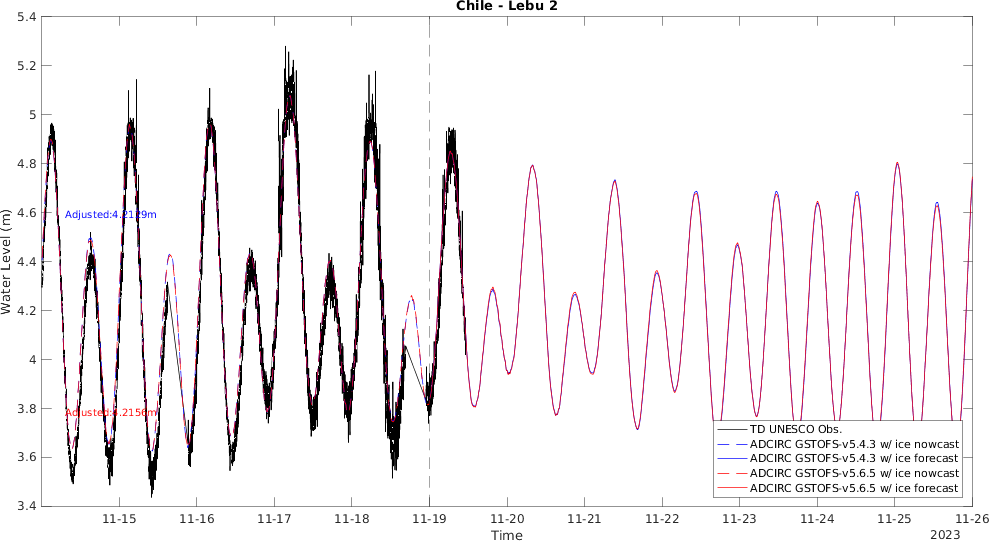 Chile - Lebu 2
5.4
5.2
5
4.8
4.6
4.4
4.2
4
3.8
3.6
3.4
Water Level (m)
Adjusted:4.2129m
Adjusted:4.2156m
TD UNESCO Obs.
ADCIRC GSTOFS-v5.4.3 w/ ice nowcast
ADCIRC GSTOFS-v5.4.3 w/ ice forecast
ADCIRC GSTOFS-v5.6.5 w/ ice nowcast
ADCIRC GSTOFS-v5.6.5 w/ ice forecast
11-15 11-16 11-17 11-18 11-19 11-20 11-21 11-22 11-23 11-24 11-25 11-26
Time
2023